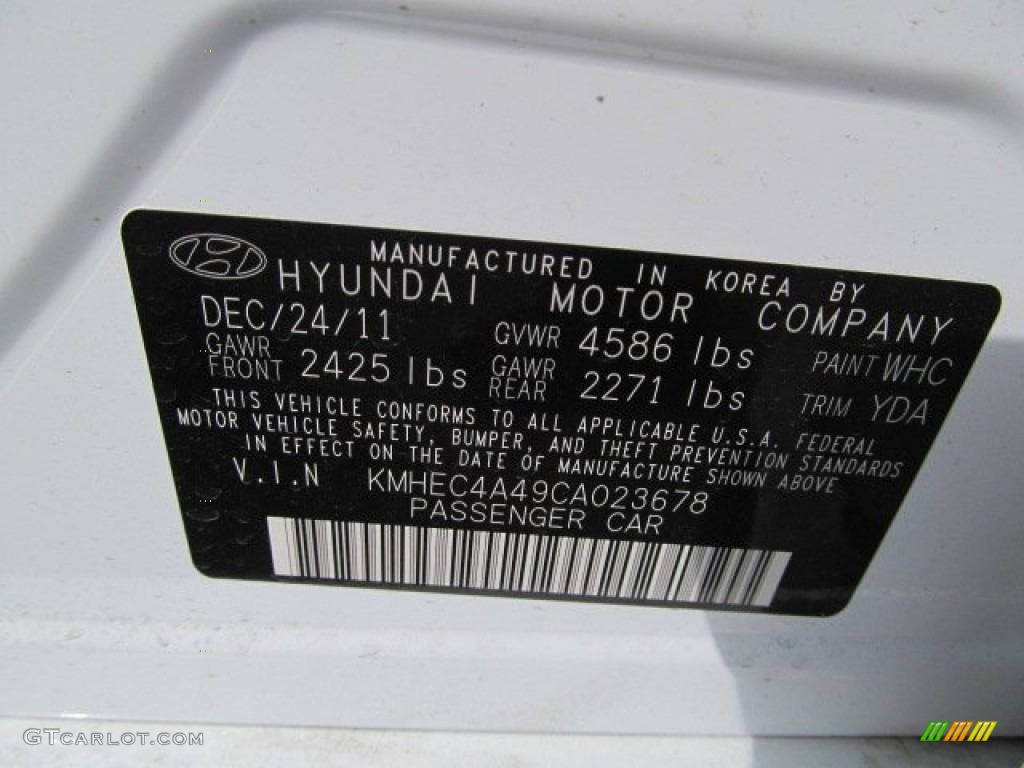 MANUFACTURED IN KOREA BY
HYUNDAI MOTOR COMPANY
DEC/24/11 GVWR 4586 lbs PAINT WHC
GAWR FRONT 2425 lbs GAWR REAR 2271 lbs TRIM YDA
THIS VEHICLE CONFORMS TO ALL APPLICABLE U.S.A. FEDERAL
MOTOR VEHICLE SAFETY, BUMPER, AND THEFT PREVENTION STANDARDS
IN EFFECT ON THE DATE OF MANUFACTURE SHOWN ABOVE
V.I.N KMHEC4A49CA023678
PASSENGER CAR
GTCARLOT.COM